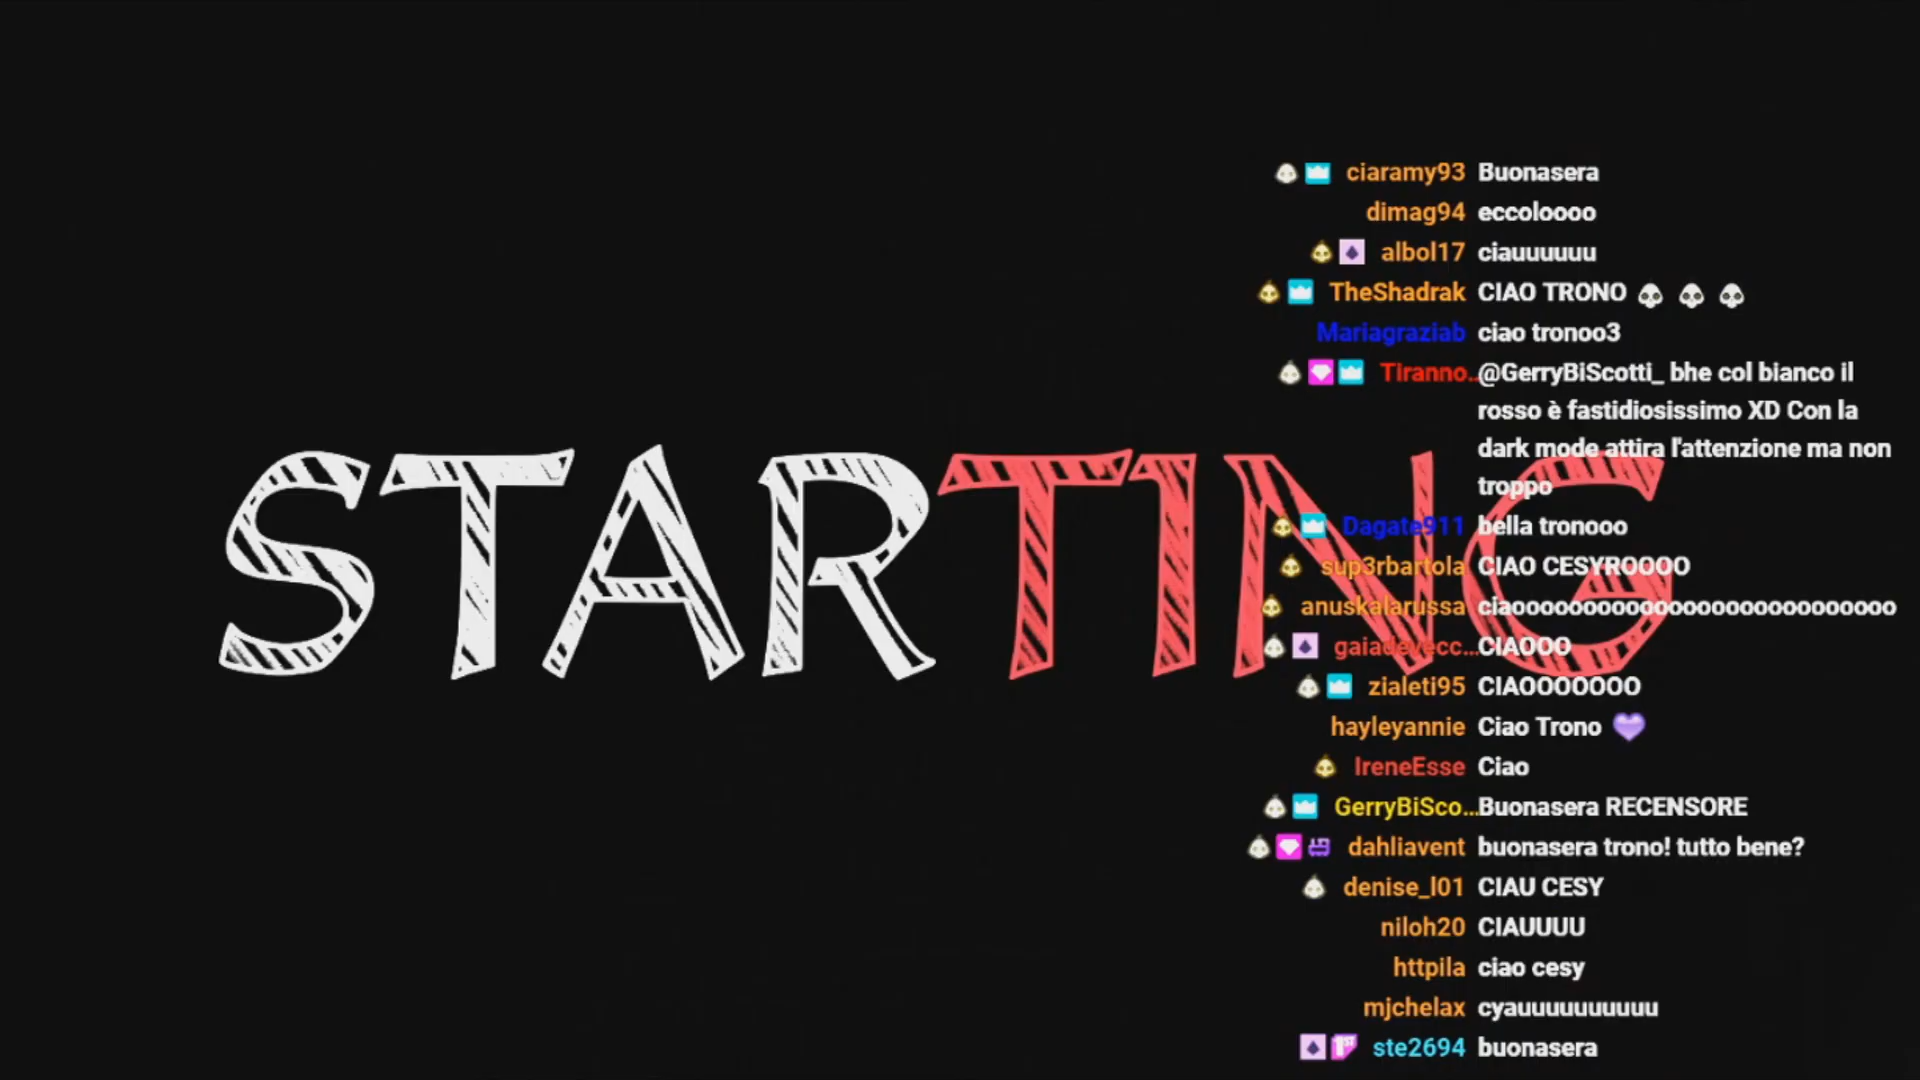 ciaramy93 Buonasera
dimag94 eccoloooo
albol17 ciauuuuuu
TheShadrak CIAO TRONO
Mariagraziab ciao tronoo3
Tiranno… @GerryBiScotti_ bhe col bianco il
rosso è fastidiosissimo XD Con la
dark mode attira l'attenzione ma non
troppo
STARTING
Dagate911 bella tronooo
sup3rbartola CIAO CESYROOOO
anuskalarussa ciaooooooooooooooooooooooooooo
gaiadevecc… CIAOOO
zialeti95 CIAOOOOOOO
hayleyannie Ciao Trono
IreneEsse Ciao
GerryBiSco… Buonasera RECENSORE
dahliavent buonasera trono! tutto bene?
denise_l01 CIAU CESY
niloh20 CIAUUUU
httpila ciao cesy
mjchelax cyauuuuuuuuuu
1ST ste2694 buonasera